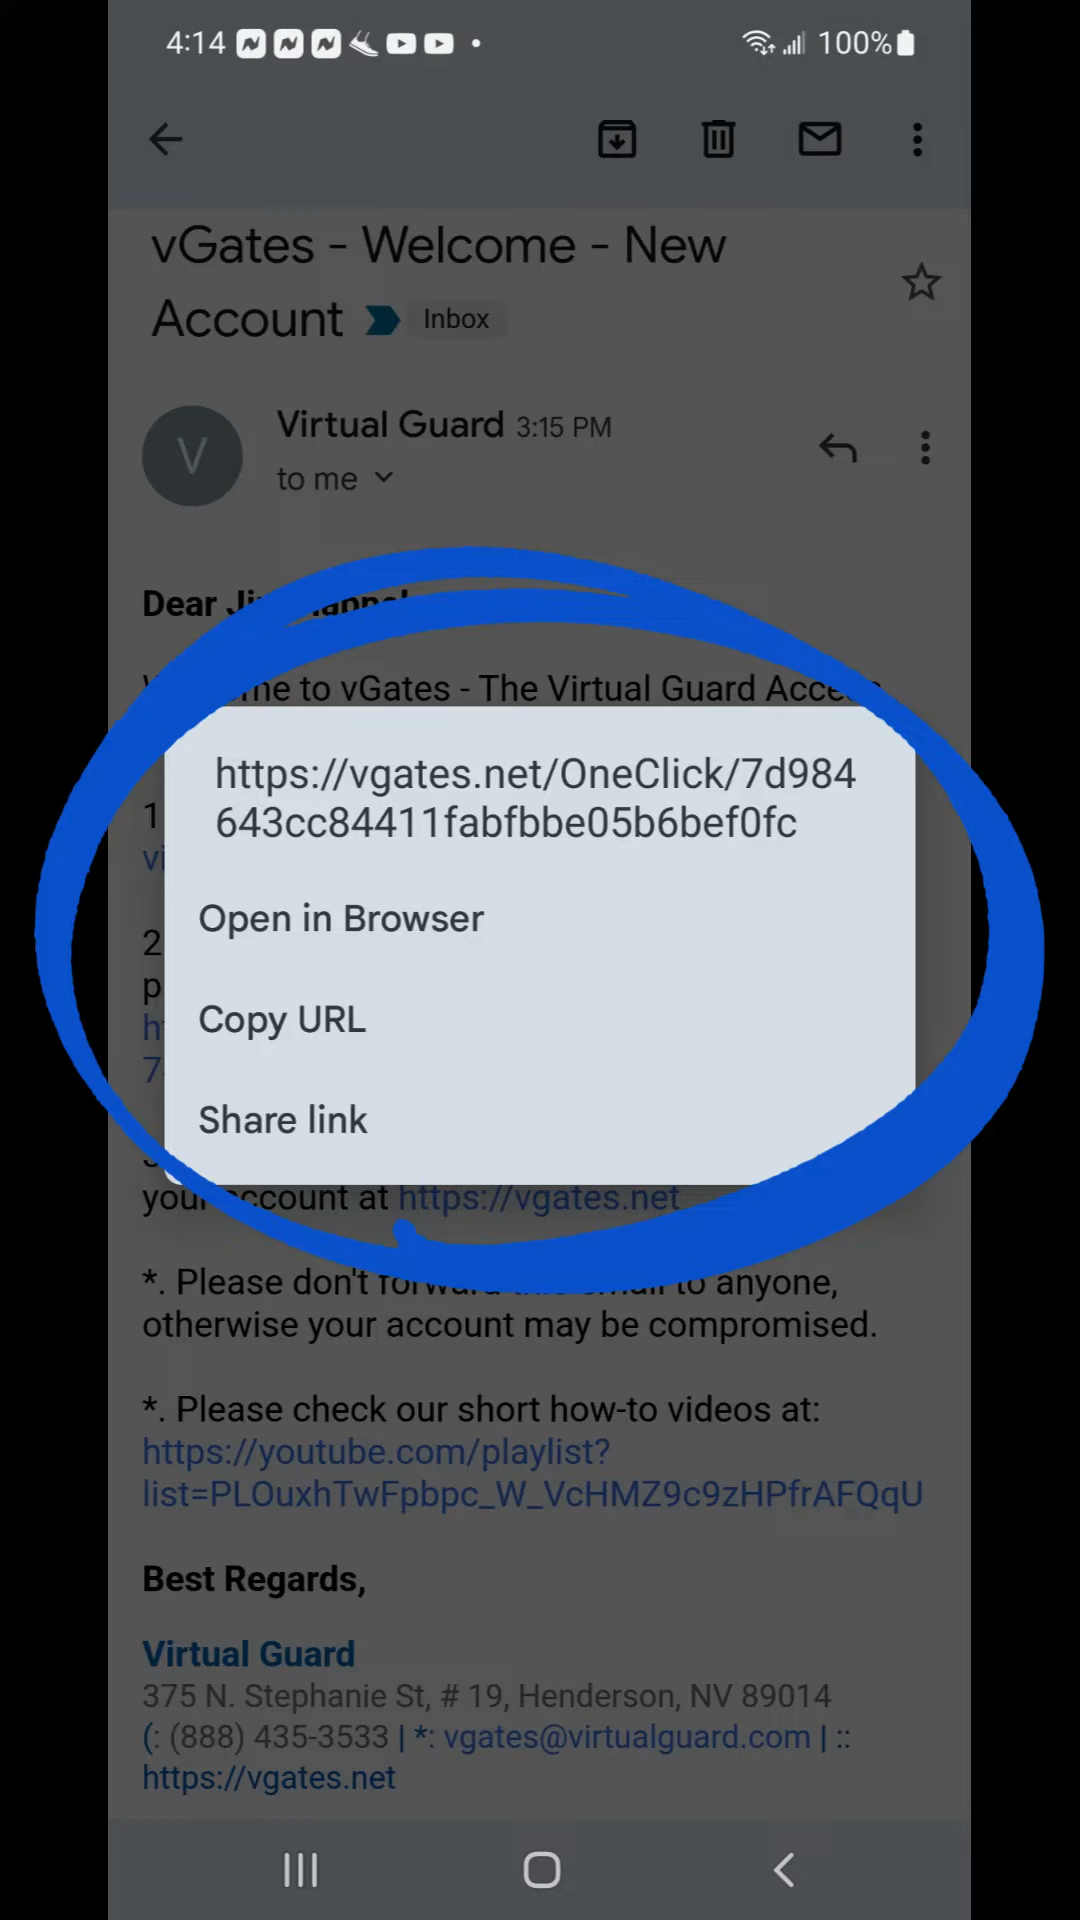 4:14
100%
vGates - Welcome - New
Account
Inbox
Virtual Guard 3:15 PM
V
to me
Dear
to vGates - The Virtual Guard
https://vgates.net/OneClick/7d984
643cc84411fabfbbe05b6bef0fc
1
Open in Browser
2
Copy URL
Share link
account at https://vgates.net
*. Please don't to anyone,
otherwise your account may be compromised.
*. Please check our short how-to videos at:
https://youtube.com/playlist?
list=PLOuxhTwFpbpc_W_VcHMZ9c9zHPfrAFQqU
Best Regards,
Virtual Guard
375 N. Stephanie St, # 19, Henderson, NV 89014
(: (888) 435-3533 | *: vgates@virtualguard.com | ::
https://vgates.net